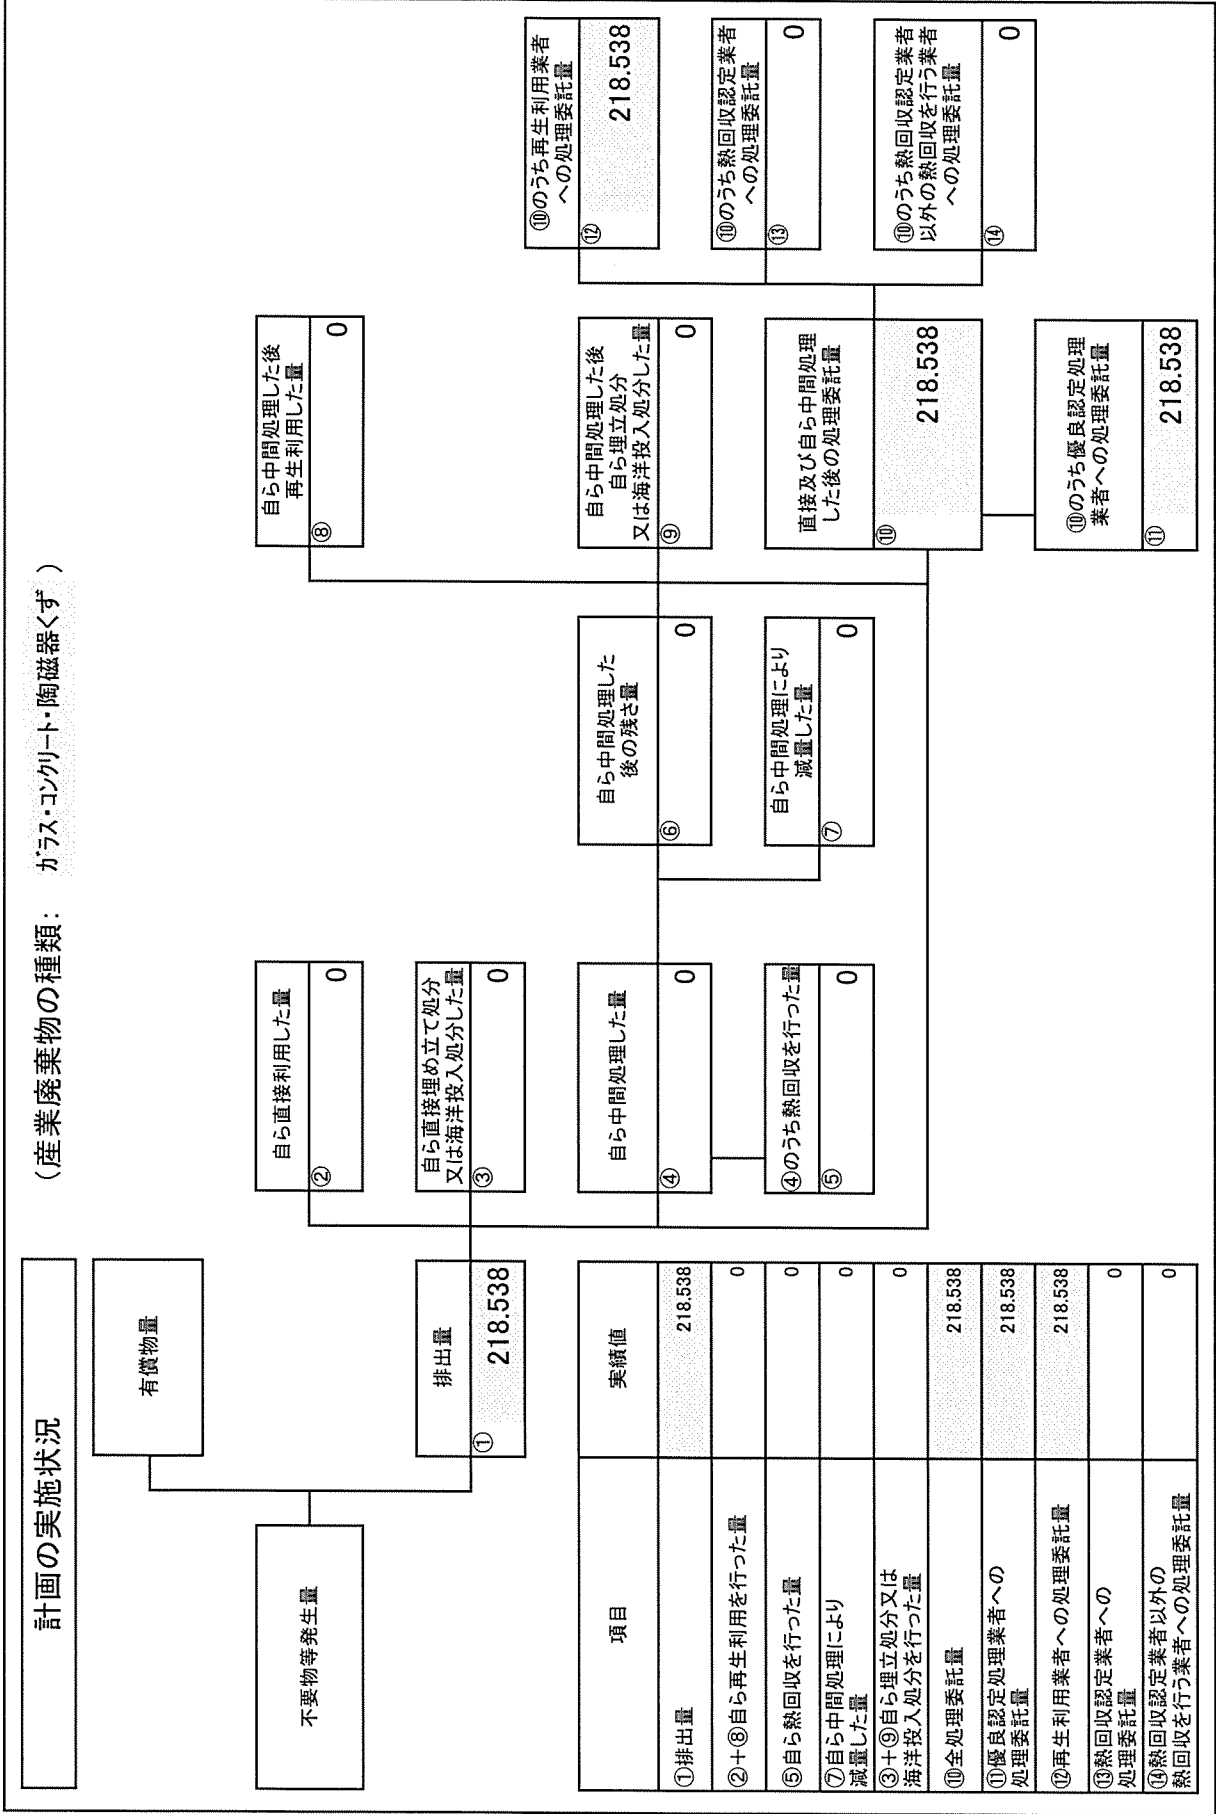 計画の実施状況
(産業廃棄物の種類: ガラス・コンクリート・陶磁器くず )
不要物等発生量
有償物量
排出量
① 218.538
自ら直接利用した量
② 0
自ら直接埋め立て処分
又は海洋投入処分した量
③ 0
自ら中間処理した量
④ 0
④のうち熱回収を行った量
⑤ 0
自ら中間処理した
後の残さ量
⑥ 0
自ら中間処理により
減量した量
⑦ 0
自ら中間処理した後
再生利用した量
⑧ 0
自ら中間処理した後
自ら埋立処分
又は海洋投入処分した量
⑨ 0
直接及び自ら中間処理
した後の処理委託量
⑩ 218.538
⑩のうち優良認定処理
業者への処理委託量
⑪ 218.538
⑩のうち再生利用業者
への処理委託量
⑫ 218.538
⑩のうち熱回収認定業者
への処理委託量
⑬ 0
⑩のうち熱回収認定業者
以外の熱回収を行う業者
への処理委託量
⑭ 0
項目 実績値
①排出量 218.538
②+⑧自ら再生利用を行った量 0
⑤自ら熱回収を行った量 0
⑦自ら中間処理により
減量した量 0
③+⑨自ら埋立処分又は
海洋投入処分を行った量 0
⑩全処理委託量 218.538
⑪優良認定処理業者への
処理委託量 218.538
⑫再生利用業者への処理委託量 218.538
⑬熱回収認定業者への
処理委託量 0
⑭熱回収認定業者以外の
熱回収を行う業者への処理委託量 0